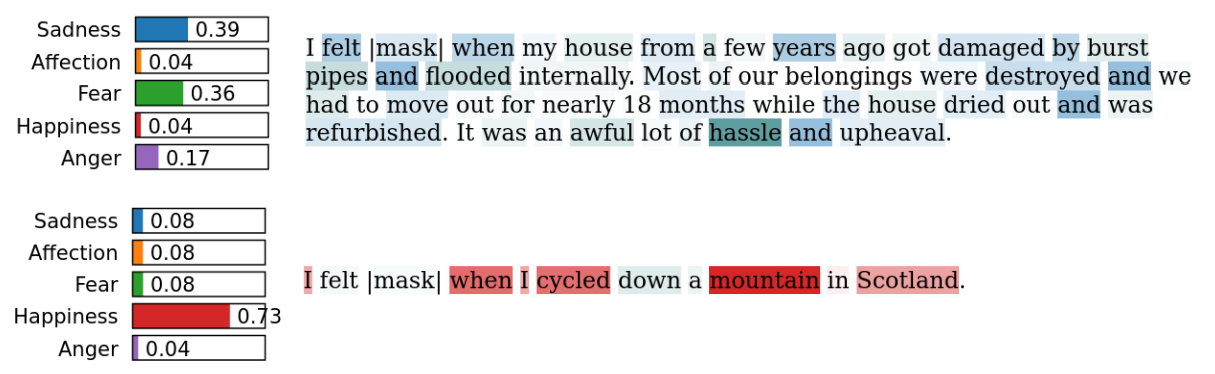 Sadness 0.39
Affection 0.04
Fear 0.36
Happiness 0.04
Anger 0.17
I felt |mask| when my house from a few years ago got damaged by burst
pipes and flooded internally. Most of our belongings were destroyed and we
had to move out for nearly 18 months while the house dried out and was
refurbished. It was an awful lot of hassle and upheaval.
Sadness 0.08
Affection 0.08
Fear 0.08
Happiness 0.73
Anger 0.04
I felt |mask| when I cycled down a mountain in Scotland.